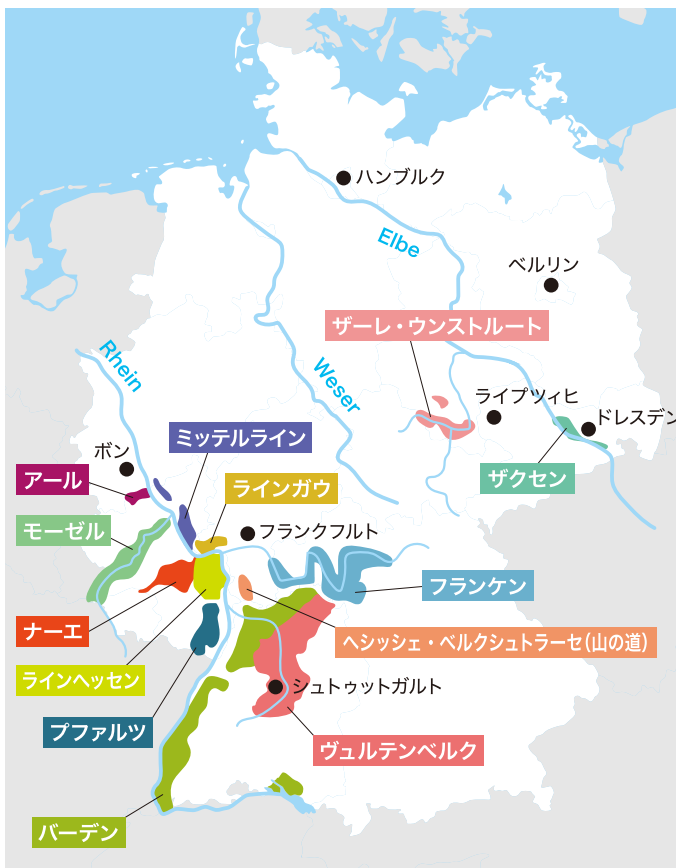 ハンブルク
Elbe
ベルリン
ザーレ・ウンストルート
Rhein
Weser
ライプツィヒ
ドレスデン
ミッテルライン
ボン
ザクセン
アール
ラインガウ
モーゼル
フランクフルト
フランケン
ナーエ
ヘシッシェ・ベルクシュトラーセ(山の道)
ラインヘッセン
シュトゥットガルト
プファルツ
ヴュルテンベルク
バーデン